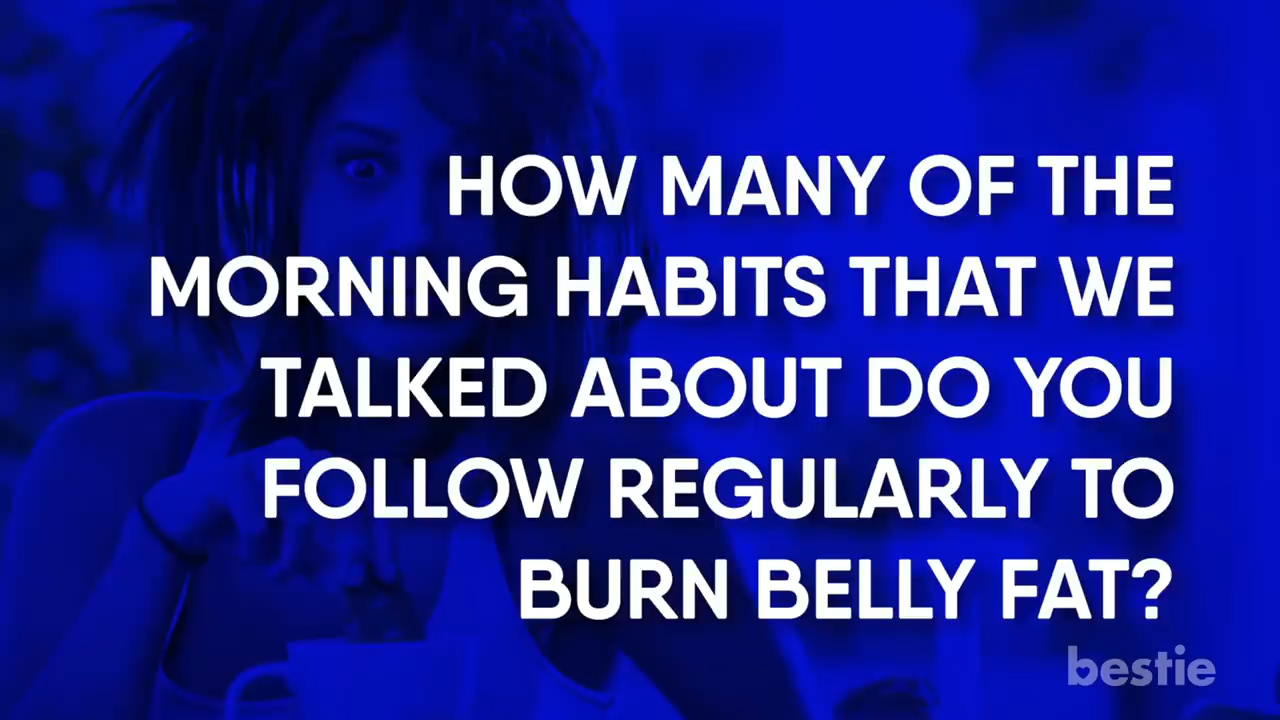 HOW MANY OF THE
MORNING HABITS THAT WE
TALKED ABOUT DO YOU
FOLLOW REGULARLY TO
BURN BELLY FAT?
bestie